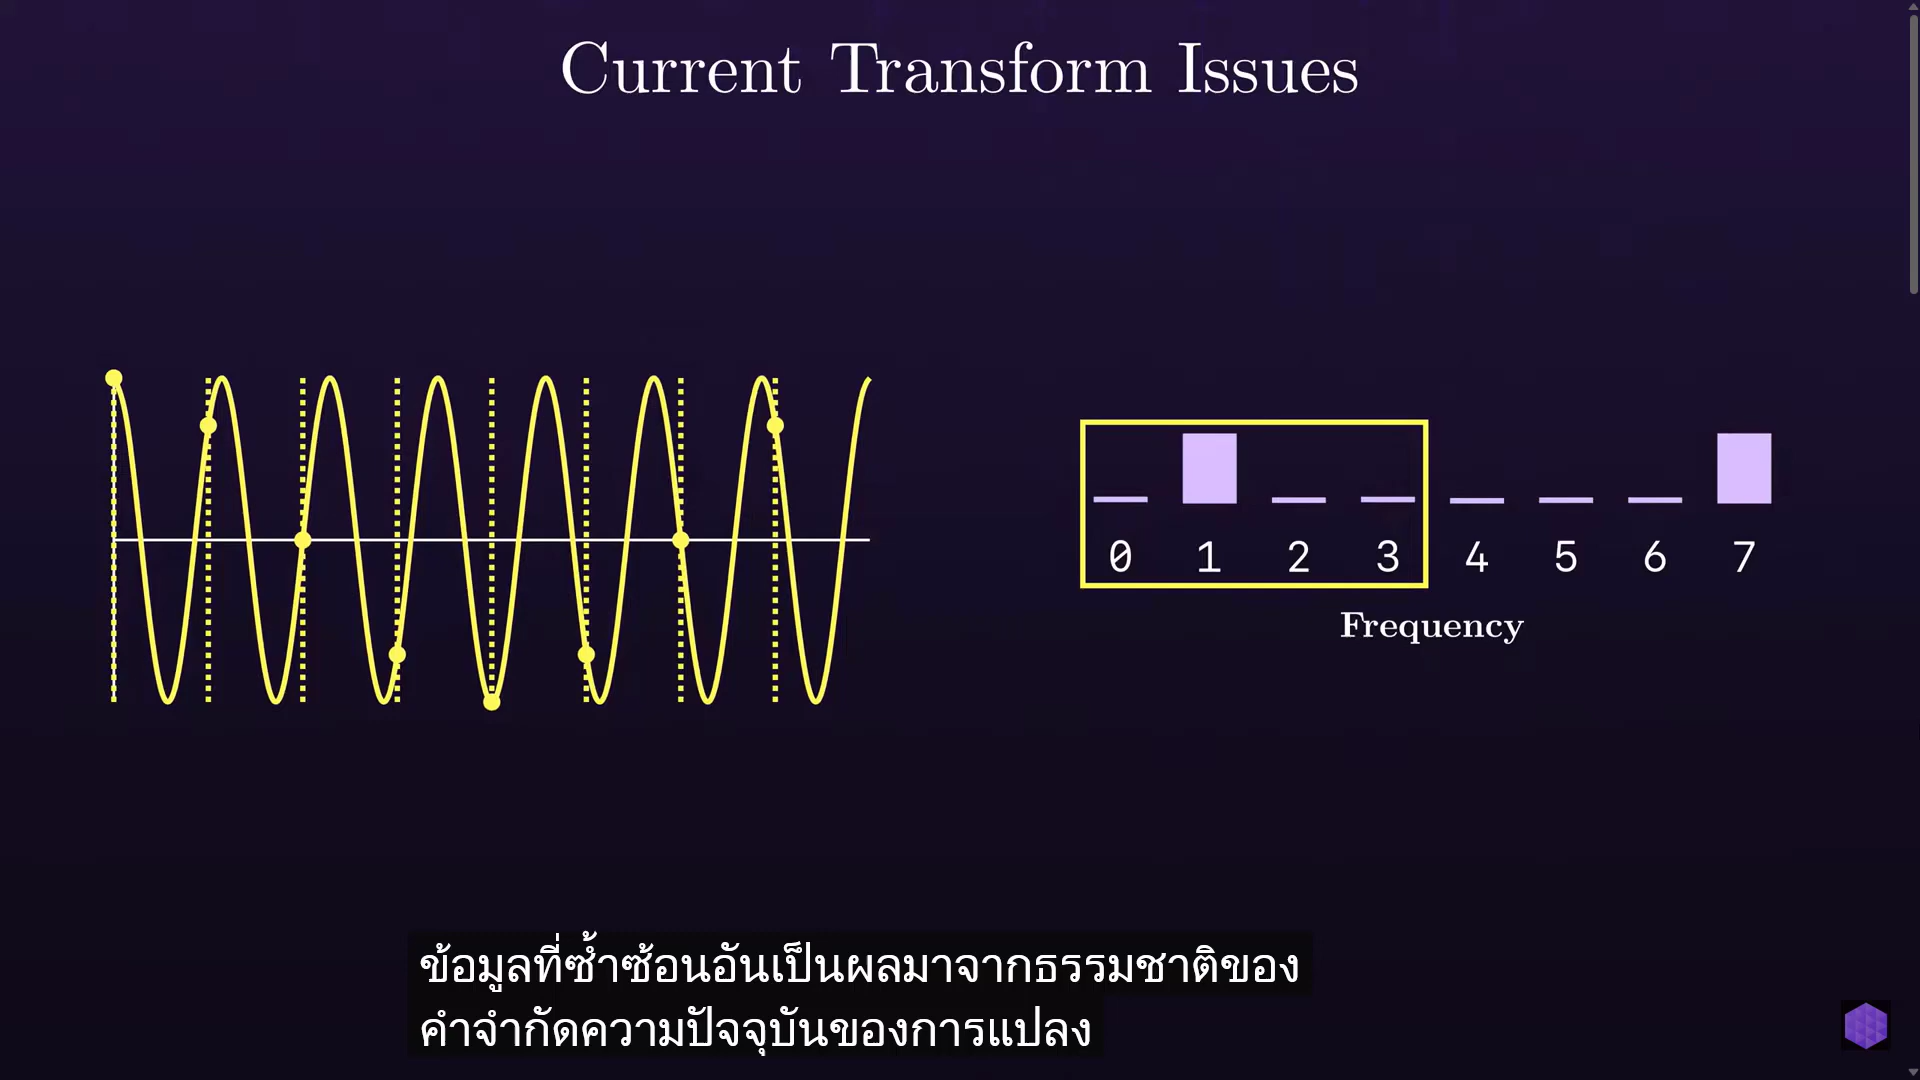 Current Transform Issues
0 1 2 3 4 5 6 7
Frequency
ข้อมูลที่ซ้ำซ้อนอันเป็นผลมาจากธรรมชาติของ
คำจำกัดความปัจจุบันของการแปลง